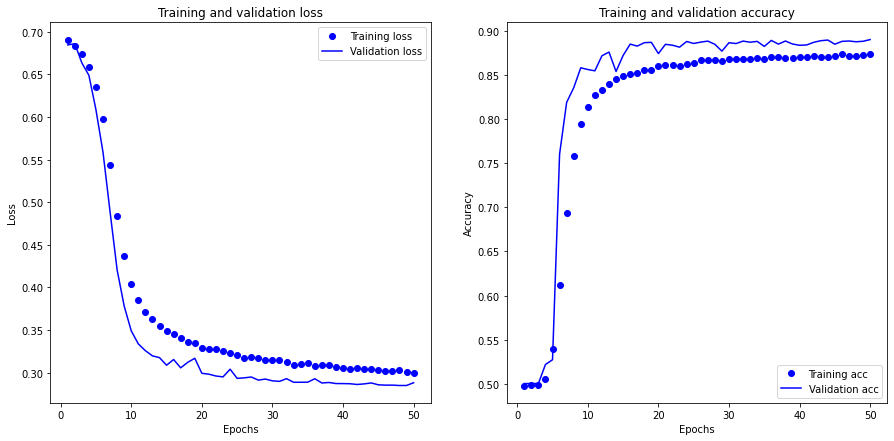 Training and validation loss
0.70
0.65
0.60
0.55
0.50
0.45
0.40
0.35
0.30
Loss
0 10 20 30 40 50
Epochs
Training loss
Validation loss
Training and validation accuracy
0.90
0.85
0.80
0.75
0.70
0.65
0.60
0.55
0.50
Accuracy
0 10 20 30 40 50
Epochs
Training acc
Validation acc